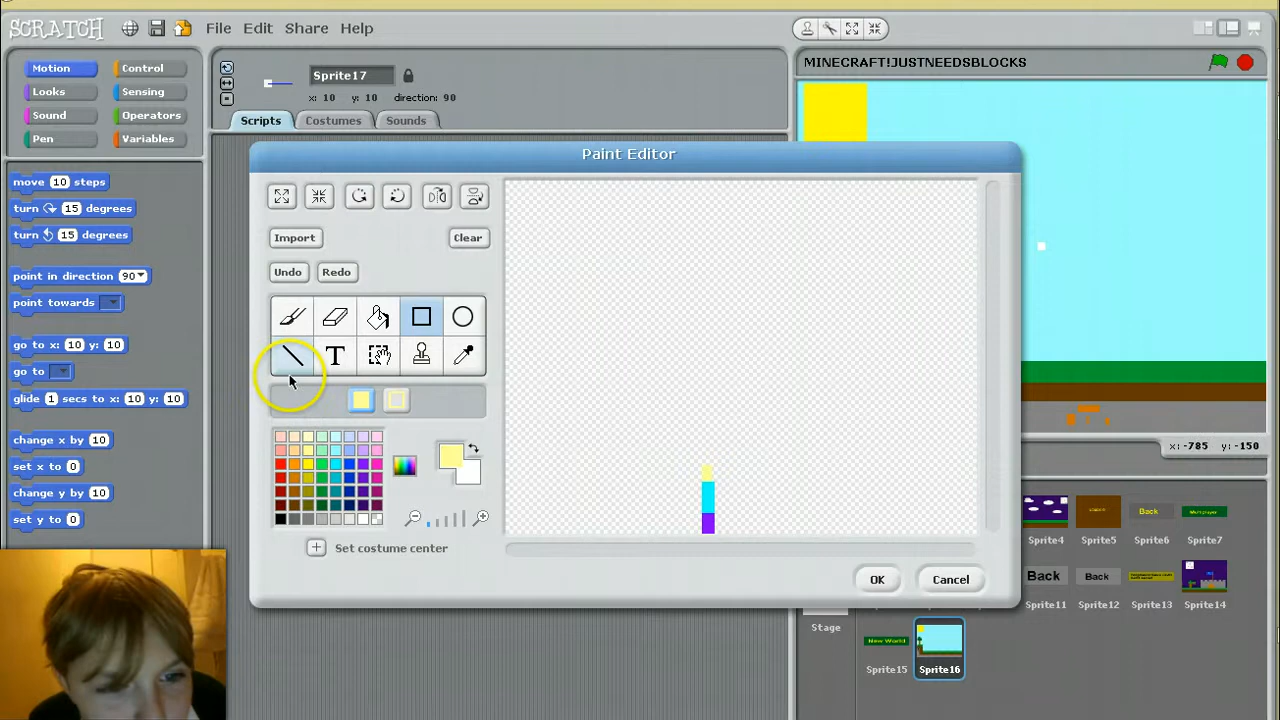 SCRATCH
File Edit Share Help
Motion Control
Looks Sensing
Sound Operators
Pen Variables
move 10 steps
turn 15 degrees
turn 15 degrees
point in direction 90
point towards
go to x: 10 y: 10
go to
glide 1 secs to x: 10 y: 10
change x by 10
set x to 0
change y by 10
set y to 0
Sprite17
x: 10 y: 10 direction: 90
Scripts Costumes Sounds
Paint Editor
Import Clear
Undo Redo
T
Set costume center
OK Cancel
MINECRAFT!JUSTNEEDSBLOCKS
x: -785 y: -150
Back
Sprite4 Sprite5 Sprite6 Sprite7
Back Back
Sprite11 Sprite12 Sprite13 Sprite14
Stage
New World
Sprite15 Sprite16